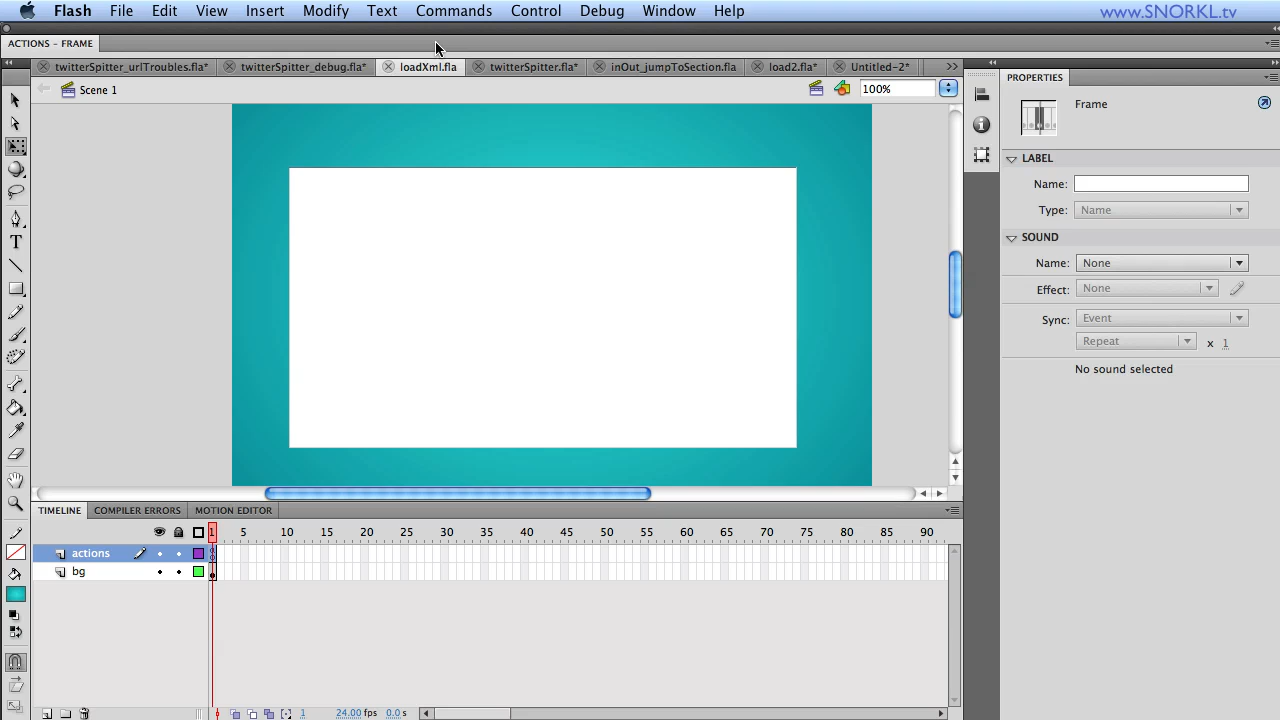 Flash File Edit View Insert Modify Text Commands Control Debug Window Help www.SNORKL.tv
ACTIONS – FRAME
twitterSpitter_urlTroubles.fla* twitterSpitter_debug.fla* loadXml.fla twitterSpitter.fla* inOut_jumpToSection.fla load2.fla* Untitled-2* >>
PROPERTIES
Scene 1 100%
Frame
LABEL
Name:
Type: Name
SOUND
Name: None
Effect: None
Sync: Event
Repeat x 1
No sound selected
TIMELINE COMPILER ERRORS MOTION EDITOR
1 5 10 15 20 25 30 35 40 45 50 55 60 65 70 75 80 85 90
actions
bg
1 24.00 fps 0.0 s